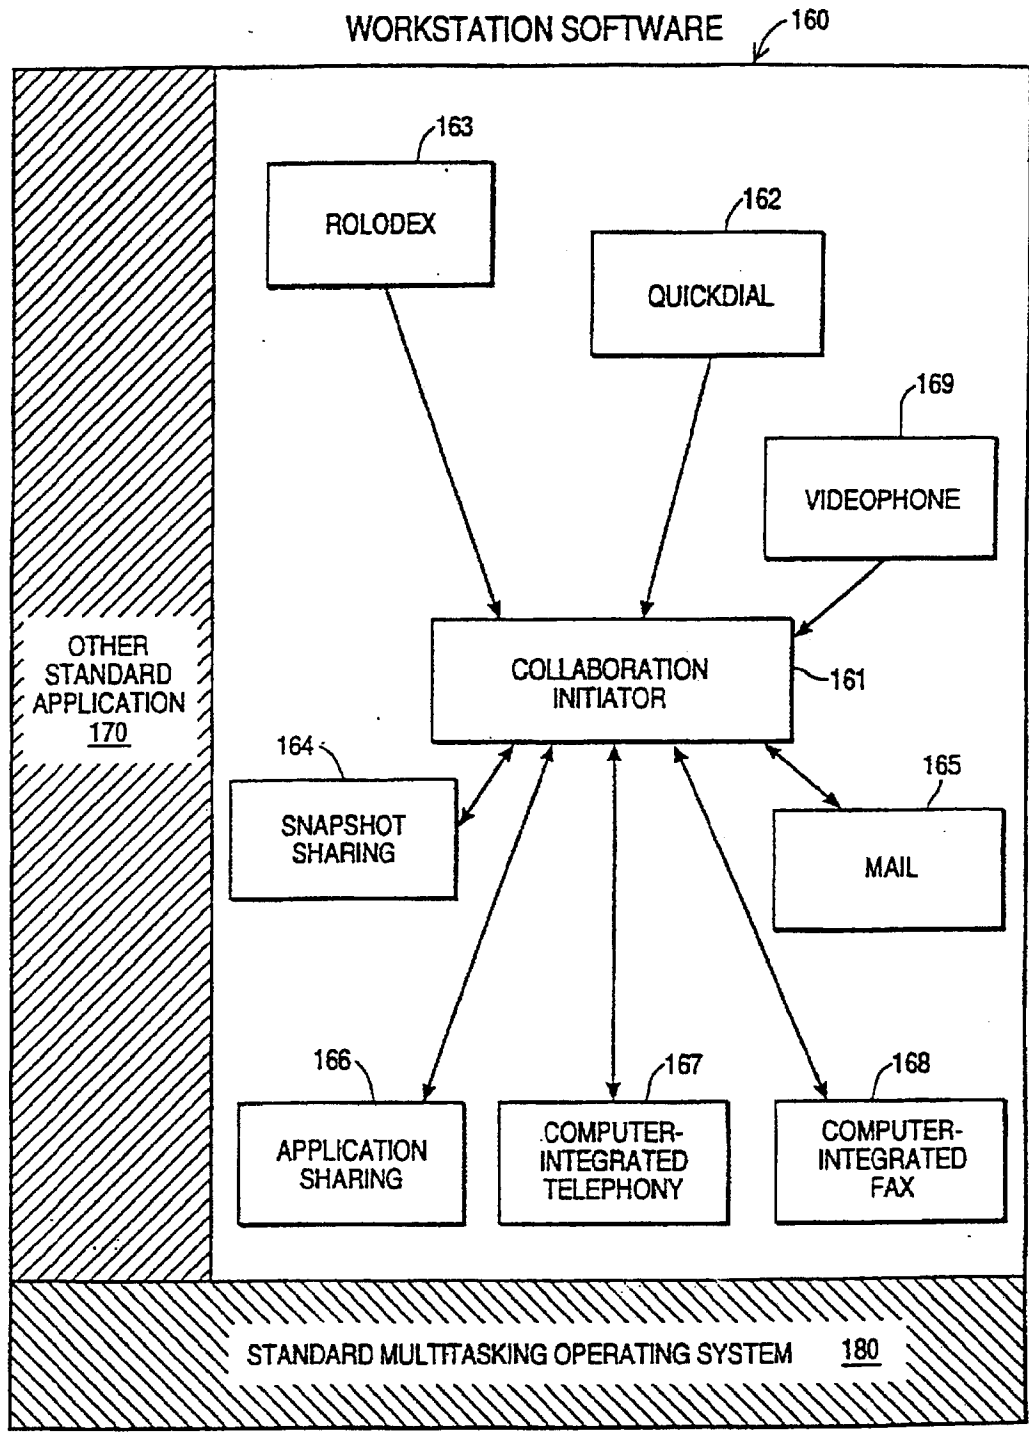 WORKSTATION SOFTWARE
160
163
ROLODEX
162
QUICKDIAL
169
VIDEOPHONE
COLLABORATION
INITIATOR
161
OTHER
STANDARD
APPLICATION
170
164
SNAPSHOT
SHARING
165
MAIL
166
APPLICATION
SHARING
167
COMPUTER-
INTEGRATED
TELEPHONY
168
COMPUTER-
INTEGRATED
FAX
STANDARD MULTITASKING OPERATING SYSTEM 180